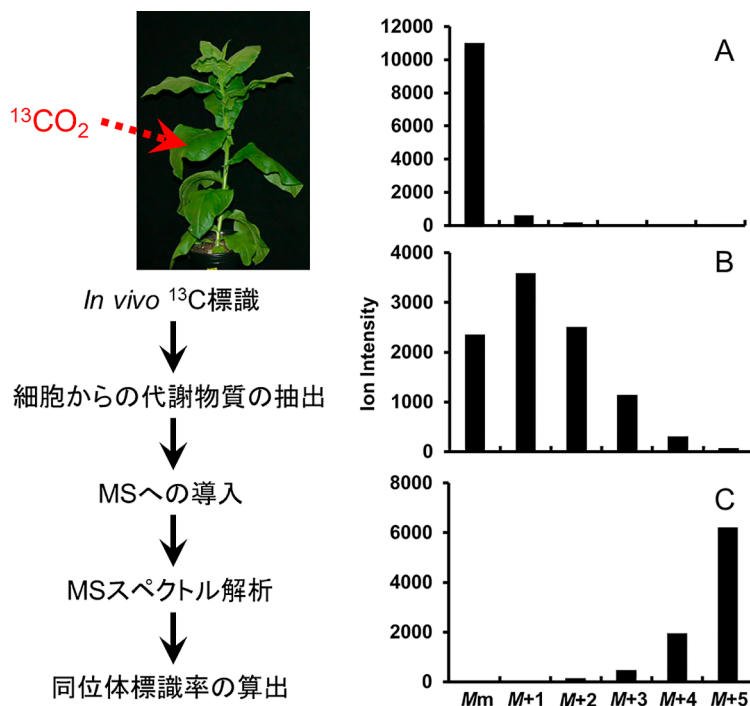 ¹³CO₂
In vivo ¹³C標識
細胞からの代謝物質の抽出
MSへの導入
MSスペクトル解析
同位体標識率の算出
Ion Intensity
A
12000
10000
8000
6000
4000
2000
0
B
4000
3000
2000
1000
0
C
8000
6000
4000
2000
0
Mm M+1 M+2 M+3 M+4 M+5